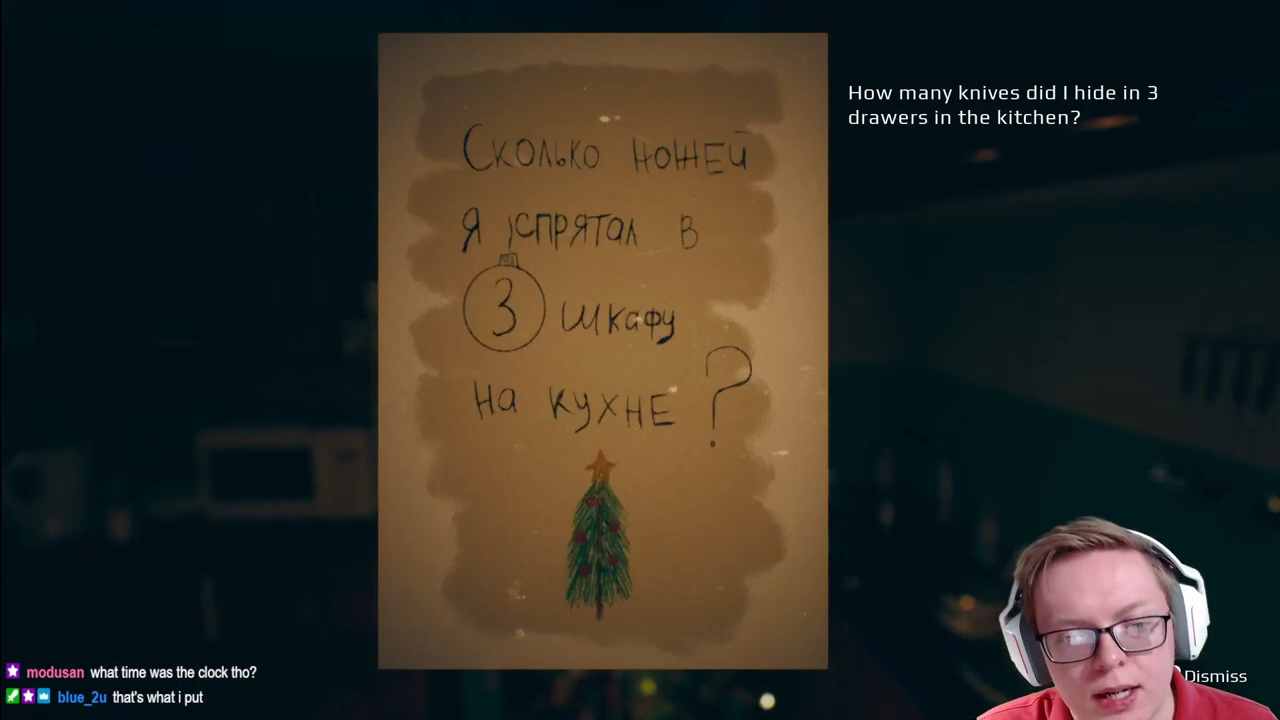 Сколько ножей
я спрятал в
3 шкафу
на кухне?
How many knives did I hide in 3
drawers in the kitchen?
modusan what time was the clock tho?
blue_2u that's what i put
Dismiss